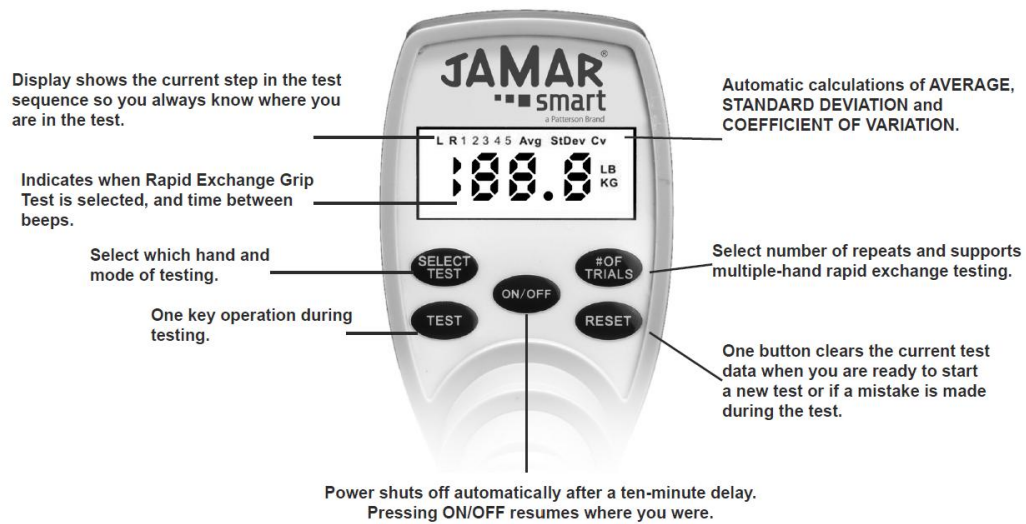 Display shows the current step in the test
sequence so you always know where you
are in the test.
Indicates when Rapid Exchange Grip
Test is selected, and time between
beeps.
Select which hand and
mode of testing.
One key operation during
testing.
JAMAR®
smart
a Patterson Brand
L R 1 2 3 4 5 Avg StDev Cv
188.8
LB
KG
SELECT
TEST
#OF
TRIALS
ON/OFF
TEST
RESET
Automatic calculations of AVERAGE,
STANDARD DEVIATION and
COEFFICIENT OF VARIATION.
Select number of repeats and supports
multiple-hand rapid exchange testing.
One button clears the current test
data when you are ready to start
a new test or if a mistake is made
during the test.
Power shuts off automatically after a ten-minute delay.
Pressing ON/OFF resumes where you were.